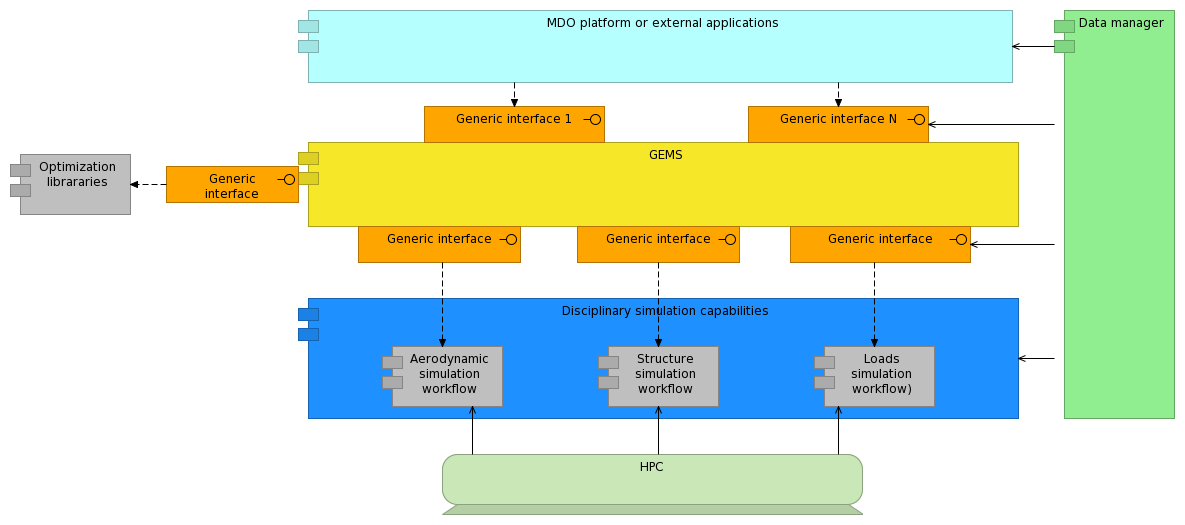 MDO platform or external applications
Data manager
Generic interface 1
Generic interface N
GEMS
Optimization
librararies
Generic
interface
Generic interface
Generic interface
Generic interface
Disciplinary simulation capabilities
Aerodynamic
simulation
workflow
Structure
simulation
workflow
Loads
simulation
workflow)
HPC